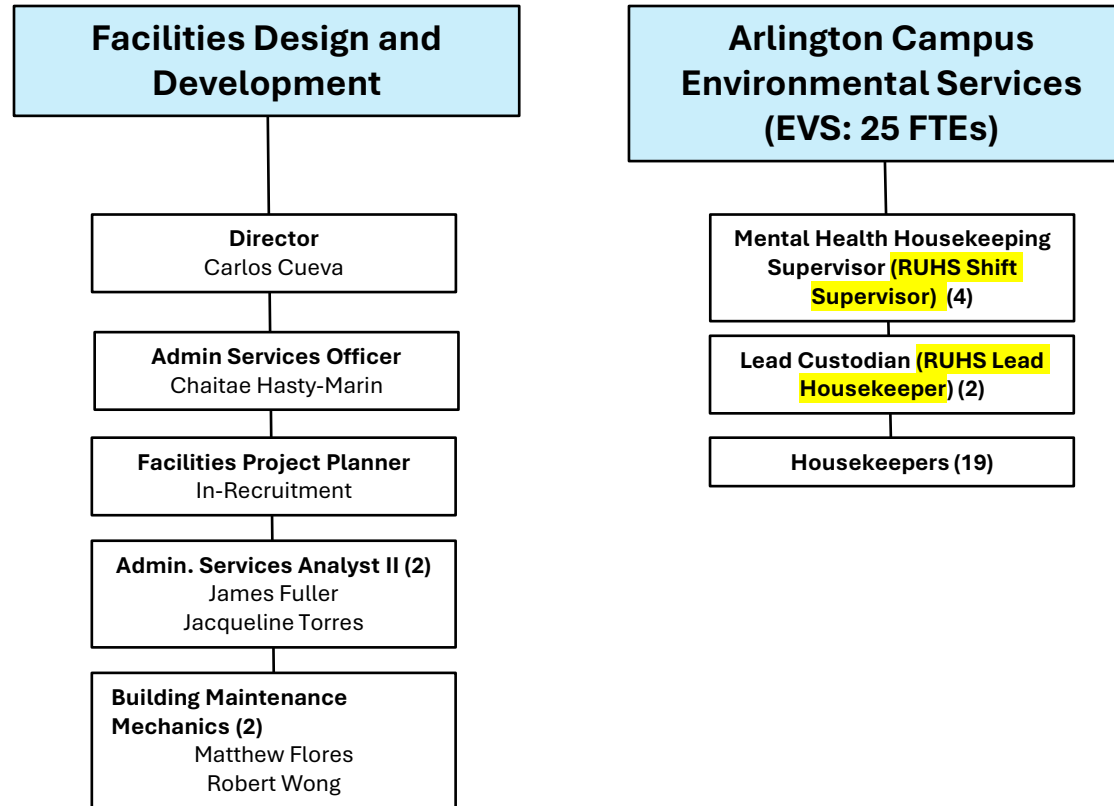 Facilities Design and
Development
Director
Carlos Cueva
Admin Services Officer
Chaitae Hasty-Marin
Facilities Project Planner
In-Recruitment
Admin. Services Analyst II (2)
James Fuller
Jacqueline Torres
Building Maintenance
Mechanics (2)
Matthew Flores
Robert Wong
Arlington Campus
Environmental Services
(EVS: 25 FTEs)
Mental Health Housekeeping
Supervisor (RUHS Shift
Supervisor) (4)
Lead Custodian (RUHS Lead
Housekeeper) (2)
Housekeepers (19)